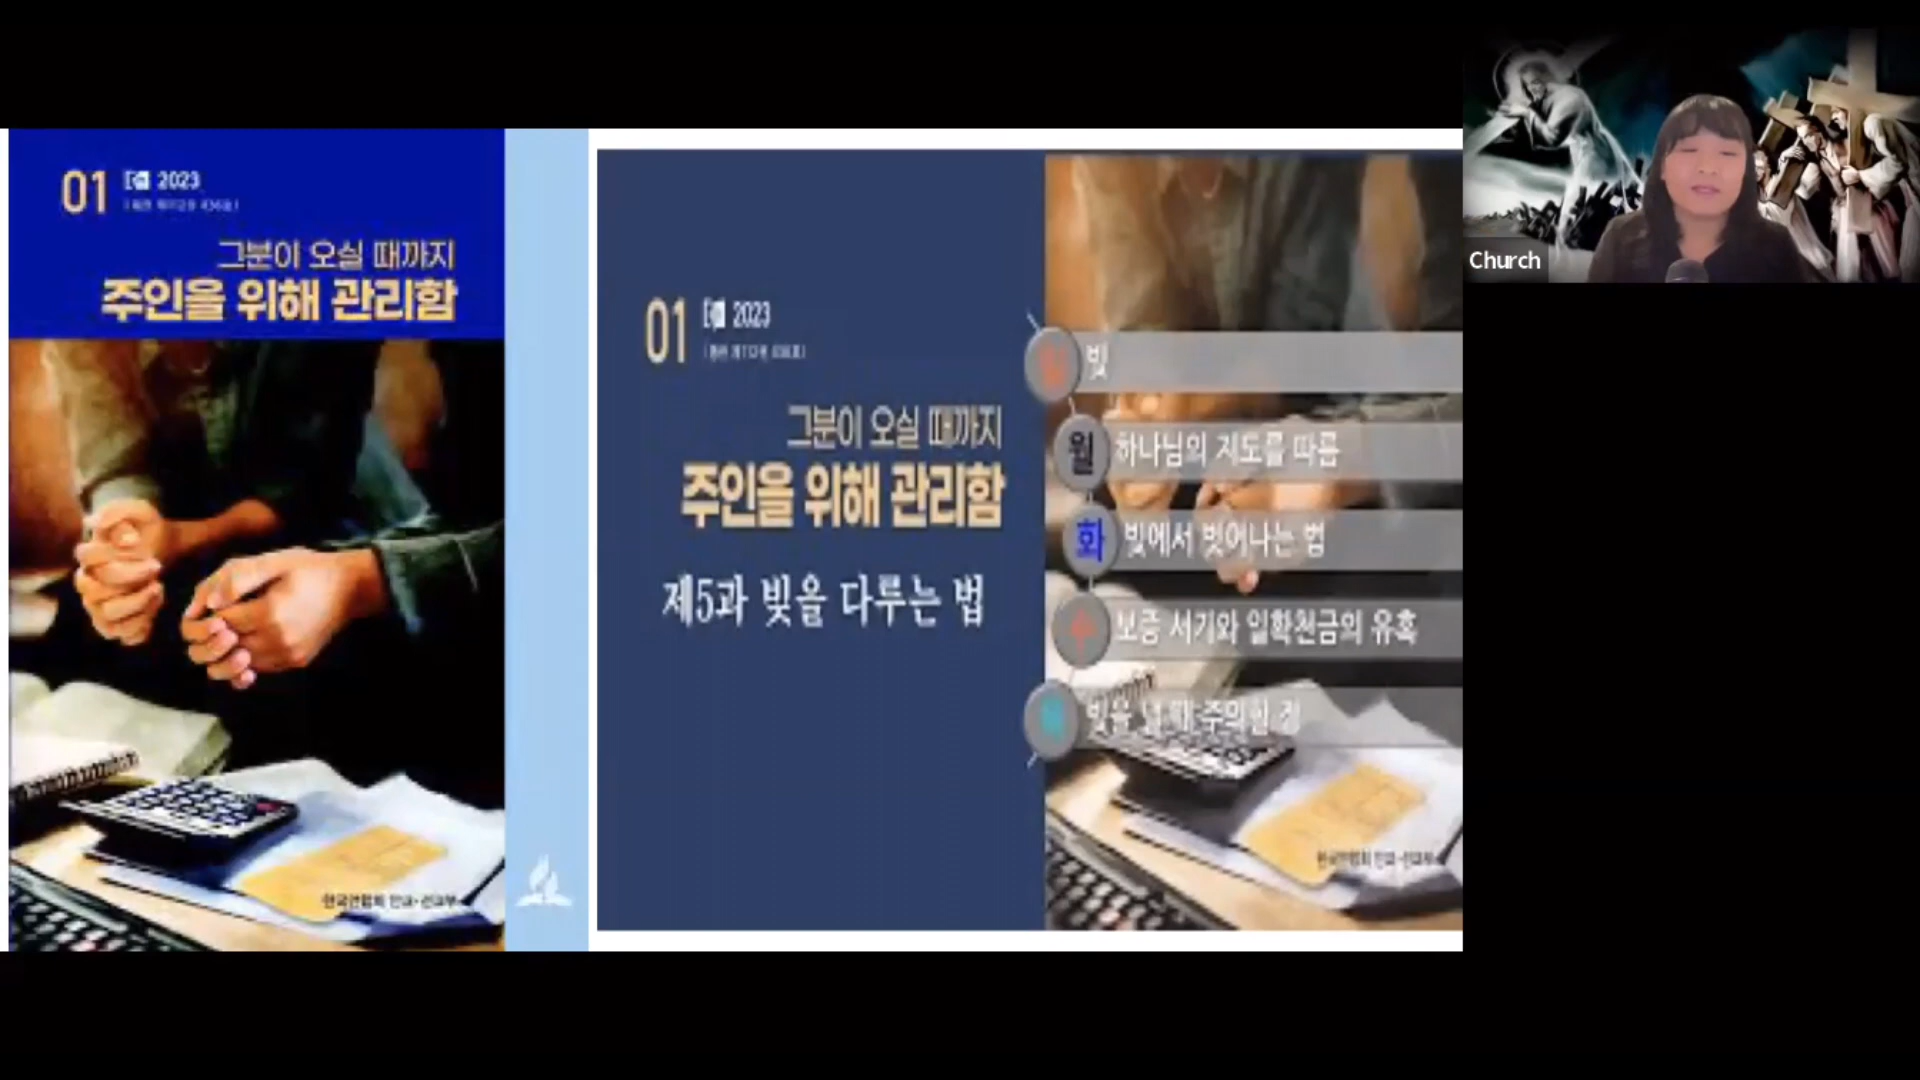 01
2023
그분이 오실 때까지
주인을 위해 관리함
한국연합회 안교·선교부
01
2023
그분이 오실 때까지
주인을 위해 관리함
제5과 빚을 다루는 법
빚
월 하나님의 지도를 따름
화 빚에서 벗어나는 법
수 보증 서기와 일확천금의 유혹
빚을 낼 때 주의할 점
한국연합회 안교·선교부
Church